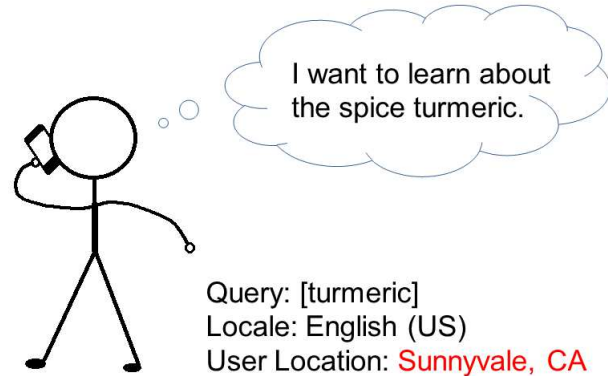 I want to learn about
the spice turmeric.
Query: [turmeric]
Locale: English (US)
User Location: Sunnyvale, CA